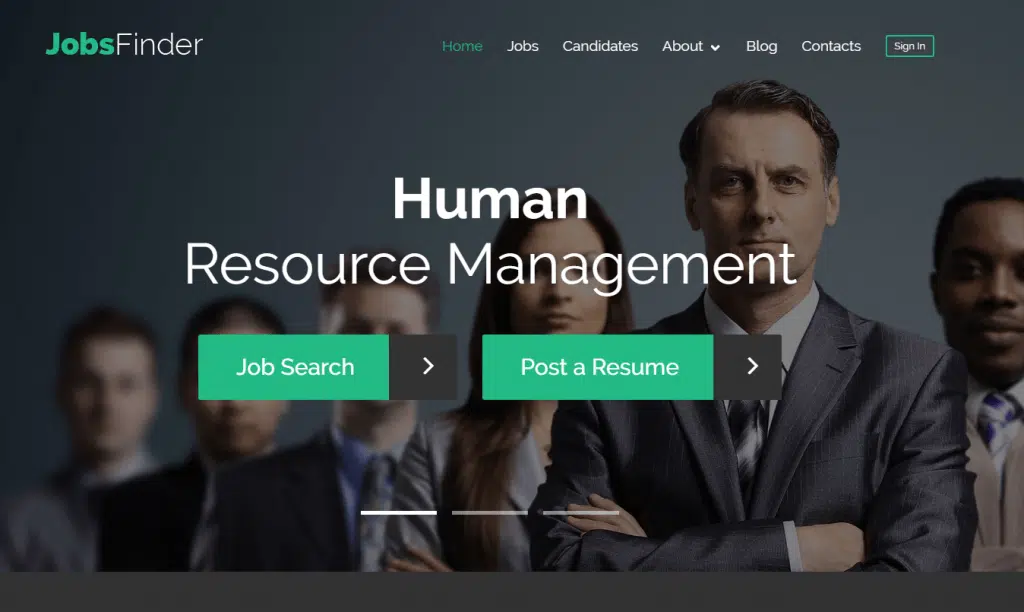 JobsFinder
Home Jobs Candidates About Blog Contacts Sign In
Human
Resource Management
Job Search
Post a Resume